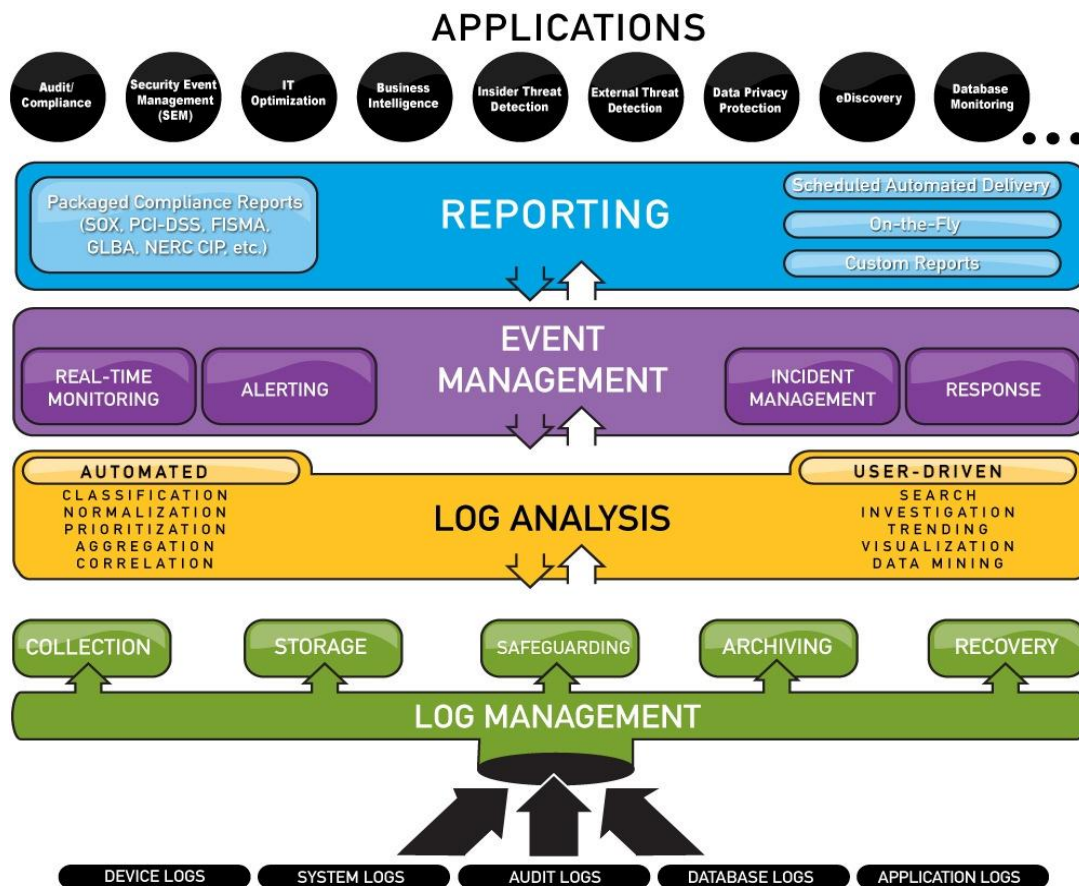 APPLICATIONS
Audit/
Compliance
Security Event
Management
(SEM)
IT
Optimization
Business
Intelligence
Insider Threat
Detection
External Threat
Detection
Data Privacy
Protection
eDiscovery
Database
Monitoring
...
Packaged Compliance Reports
(SOX, PCI-DSS, FISMA,
GLBA, NERC CIP, etc.)
REPORTING
Scheduled Automated Delivery
On-the-Fly
Custom Reports
EVENT
MANAGEMENT
REAL-TIME
MONITORING
ALERTING
INCIDENT
MANAGEMENT
RESPONSE
AUTOMATED
CLASSIFICATION
NORMALIZATION
PRIORITIZATION
AGGREGATION
CORRELATION
LOG ANALYSIS
USER-DRIVEN
SEARCH
INVESTIGATION
TRENDING
VISUALIZATION
DATA MINING
COLLECTION
STORAGE
SAFEGUARDING
ARCHIVING
RECOVERY
LOG MANAGEMENT
DEVICE LOGS
SYSTEM LOGS
AUDIT LOGS
DATABASE LOGS
APPLICATION LOGS